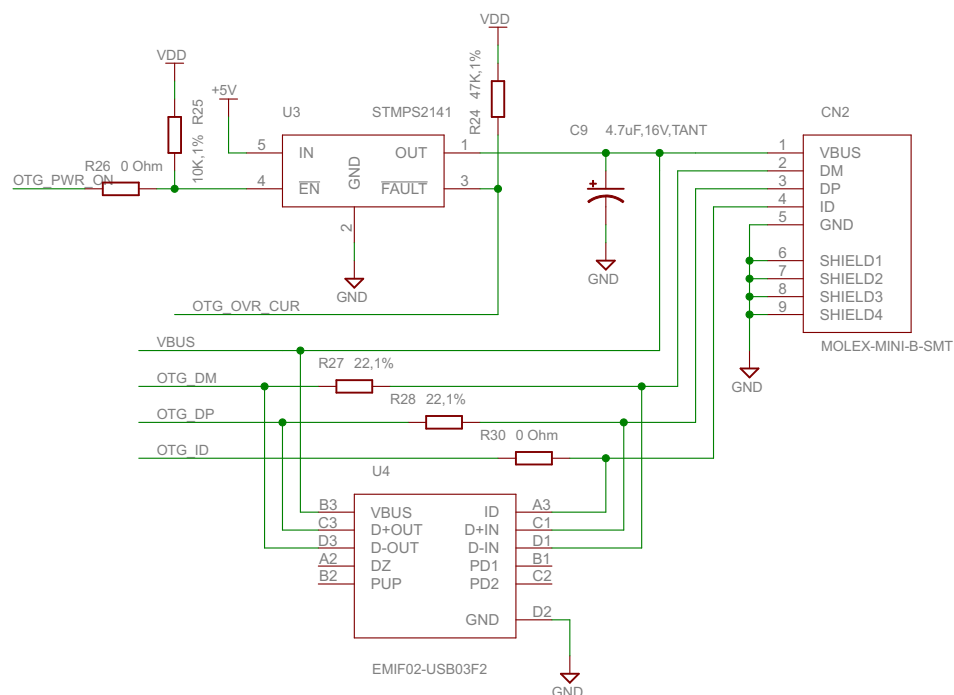 VDD
VDD
+5V
U3
STMPS2141
R24 47K,1%
10K,1% R25
C9 4.7uF,16V,TANT
CN2
R26 0 Ohm
OTG_PWR_ON
5 IN
OUT 1
4 EN
FAULT 3
GND
2
GND
+
GND
1 VBUS
2 DM
3 DP
4 ID
5 GND
6 SHIELD1
7 SHIELD2
8 SHIELD3
9 SHIELD4
MOLEX-MINI-B-SMT
GND
OTG_OVR_CUR
VBUS
R27 22,1%
OTG_DM
R28 22,1%
OTG_DP
R30 0 Ohm
OTG_ID
U4
B3 VBUS ID A3
C3 D+OUT D+IN C1
D3 D-OUT D-IN D1
A2 DZ PD1 B1
B2 PUP PD2 C2
GND D2
EMIF02-USB03F2
GND